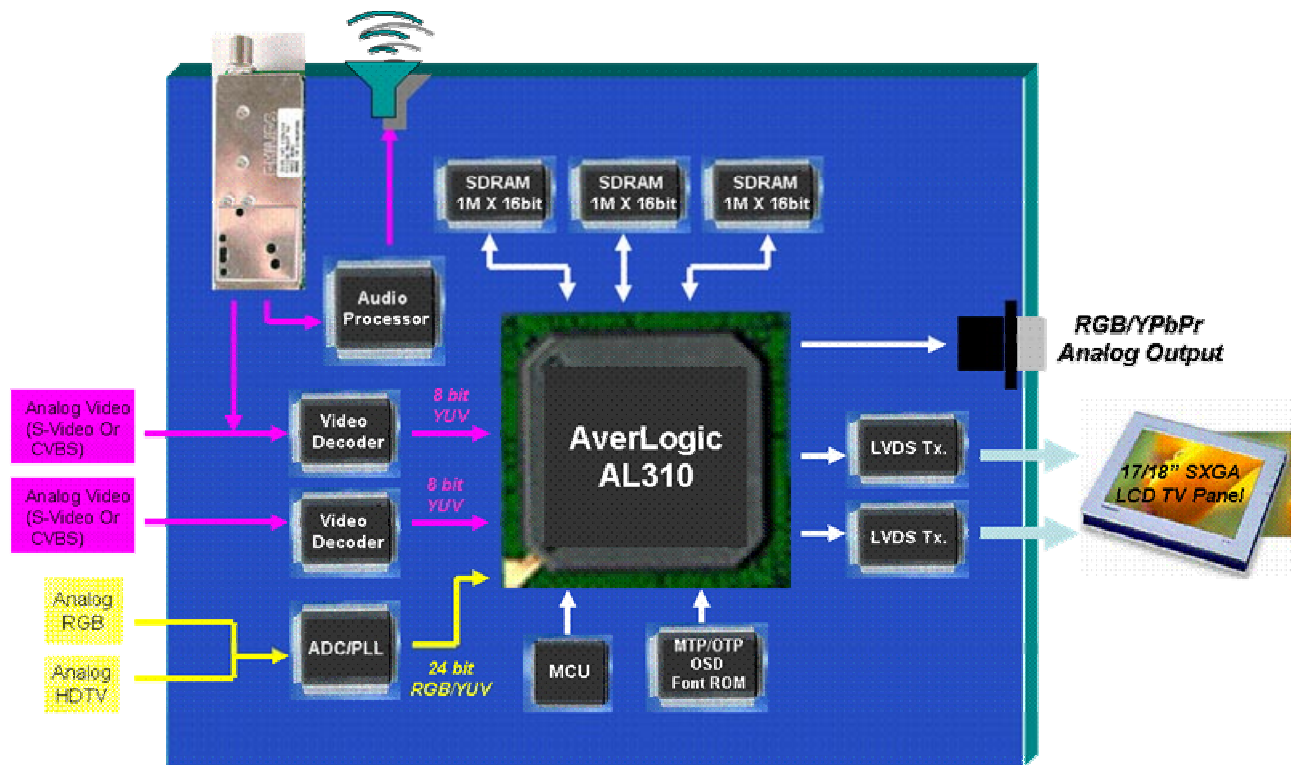 SDRAM
1M X 16bit
SDRAM
1M X 16bit
SDRAM
1M X 16bit
Audio
Processor
RGB/YPbPr
Analog Output
Analog Video
(S-Video Or
CVBS)
Video
Decoder
8 bit
YUV
AverLogic
AL310
LVDS Tx.
17/18” SXGA
LCD TV Panel
Analog Video
(S-Video Or
CVBS)
Video
Decoder
8 bit
YUV
LVDS Tx.
Analog
RGB
Analog
HDTV
ADC/PLL
24 bit
RGB/YUV
MCU
MTP/OTP
OSD
Font ROM